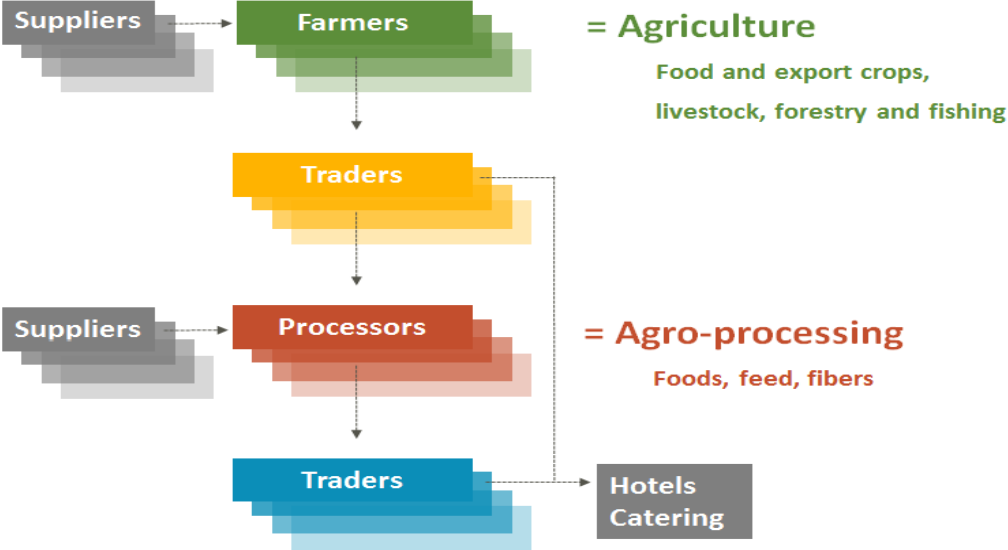 Suppliers
Farmers
= Agriculture
Food and export crops,
livestock, forestry and fishing
Traders
Suppliers
Processors
= Agro-processing
Foods, feed, fibers
Traders
Hotels
Catering